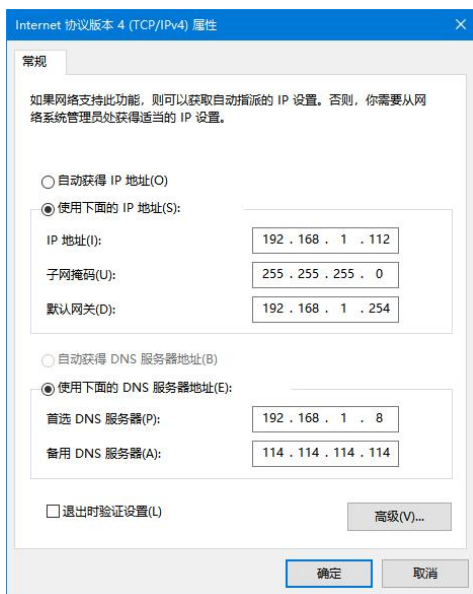 Internet 协议版本 4 (TCP/IPv4) 属性
常规
如果网络支持此功能，则可以获取自动指派的 IP 设置。否则，你需要从网
络系统管理员处获得适当的 IP 设置。
自动获得 IP 地址(O)
使用下面的 IP 地址(S):
IP 地址(I): 192 . 168 . 1 . 112
子网掩码(U): 255 . 255 . 255 . 0
默认网关(D): 192 . 168 . 1 . 254
自动获得 DNS 服务器地址(B)
使用下面的 DNS 服务器地址(E):
首选 DNS 服务器(P): 192 . 168 . 1 . 8
备用 DNS 服务器(A): 114 . 114 . 114 . 114
退出时验证设置(L)
高级(V)...
确定 取消